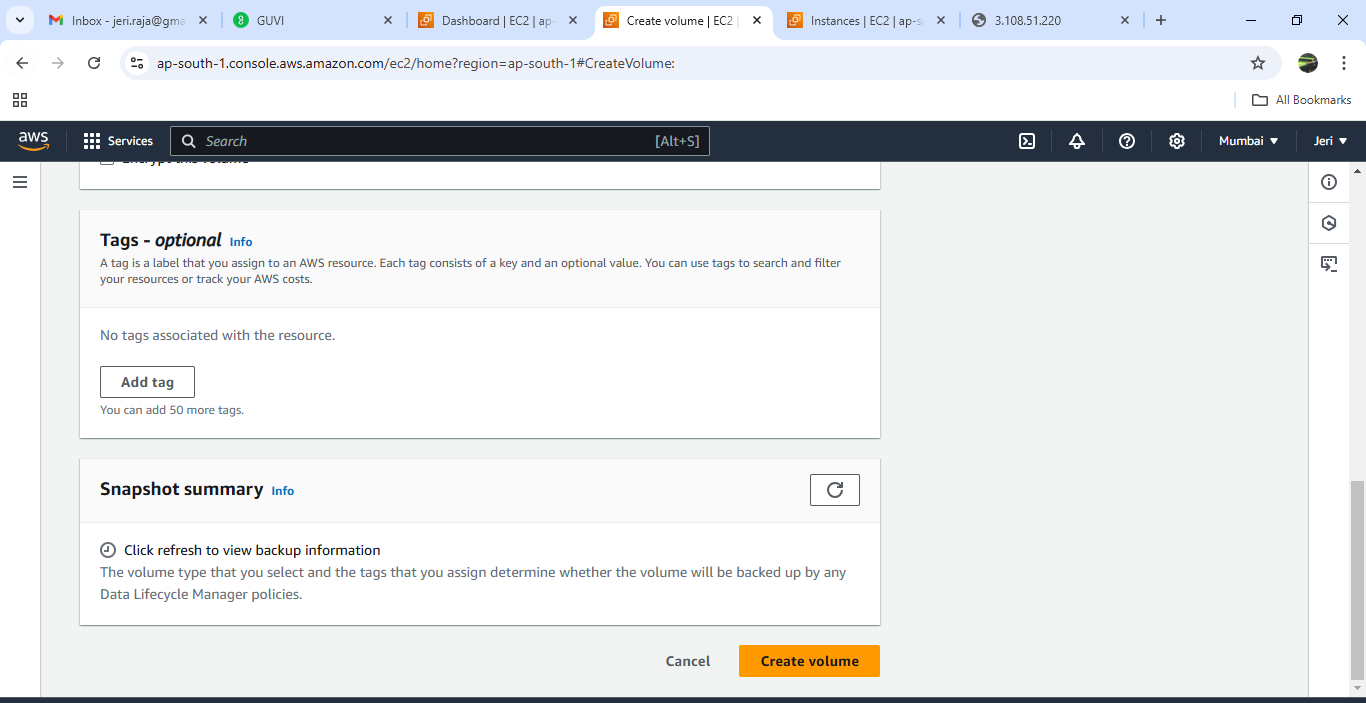 Inbox - jeri.raja@gma
GUVI
Dashboard | EC2 | ap-
Create volume | EC2 |
Instances | EC2 | ap-s
3.108.51.220
ap-south-1.console.aws.amazon.com/ec2/home?region=ap-south-1#CreateVolume:
All Bookmarks
aws
Services
Search
[Alt+S]
Mumbai
Jeri
Encrypt this volume
Tags - optional Info
A tag is a label that you assign to an AWS resource. Each tag consists of a key and an optional value. You can use tags to search and filter
your resources or track your AWS costs.
No tags associated with the resource.
Add tag
You can add 50 more tags.
Snapshot summary Info
Click refresh to view backup information
The volume type that you select and the tags that you assign determine whether the volume will be backed up by any
Data Lifecycle Manager policies.
Cancel
Create volume